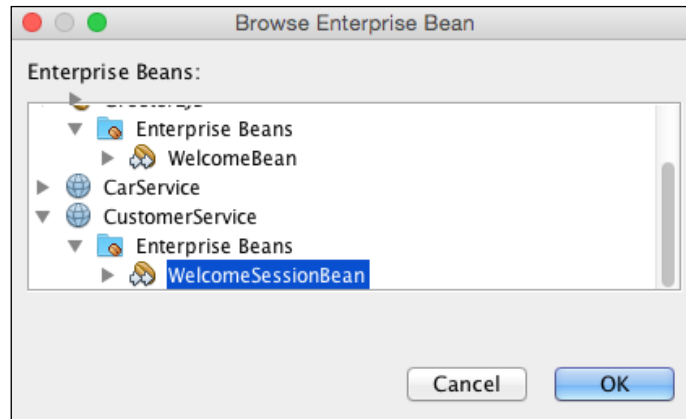 Browse Enterprise Bean
Enterprise Beans:
Enterprise Beans
WelcomeBean
CarService
CustomerService
Enterprise Beans
WelcomeSessionBean
Cancel
OK